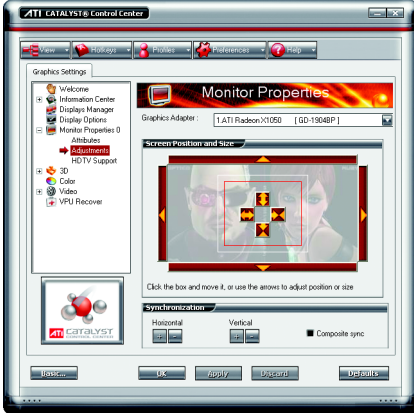 ATI CATALYST® Control Center
View Hotkeys Profiles Preferences Help
Graphics Settings
Welcome
Information Center
Displays Manager
Display Options
Monitor Properties 0
Attributes
Adjustments
HDTV Support
3D
Color
Video
VPU Recover
ATI CATALYST
CONTROL CENTER
Monitor Properties
Graphics Adapter : 1.ATI Radeon X1050 [ GD-1904BP ]
Screen Position and Size
Click the box and move it, or use the arrows to adjust position or size
Synchronization
Horizontal Vertical
+ - + - Composite sync
Basic... OK Apply Discard Defaults